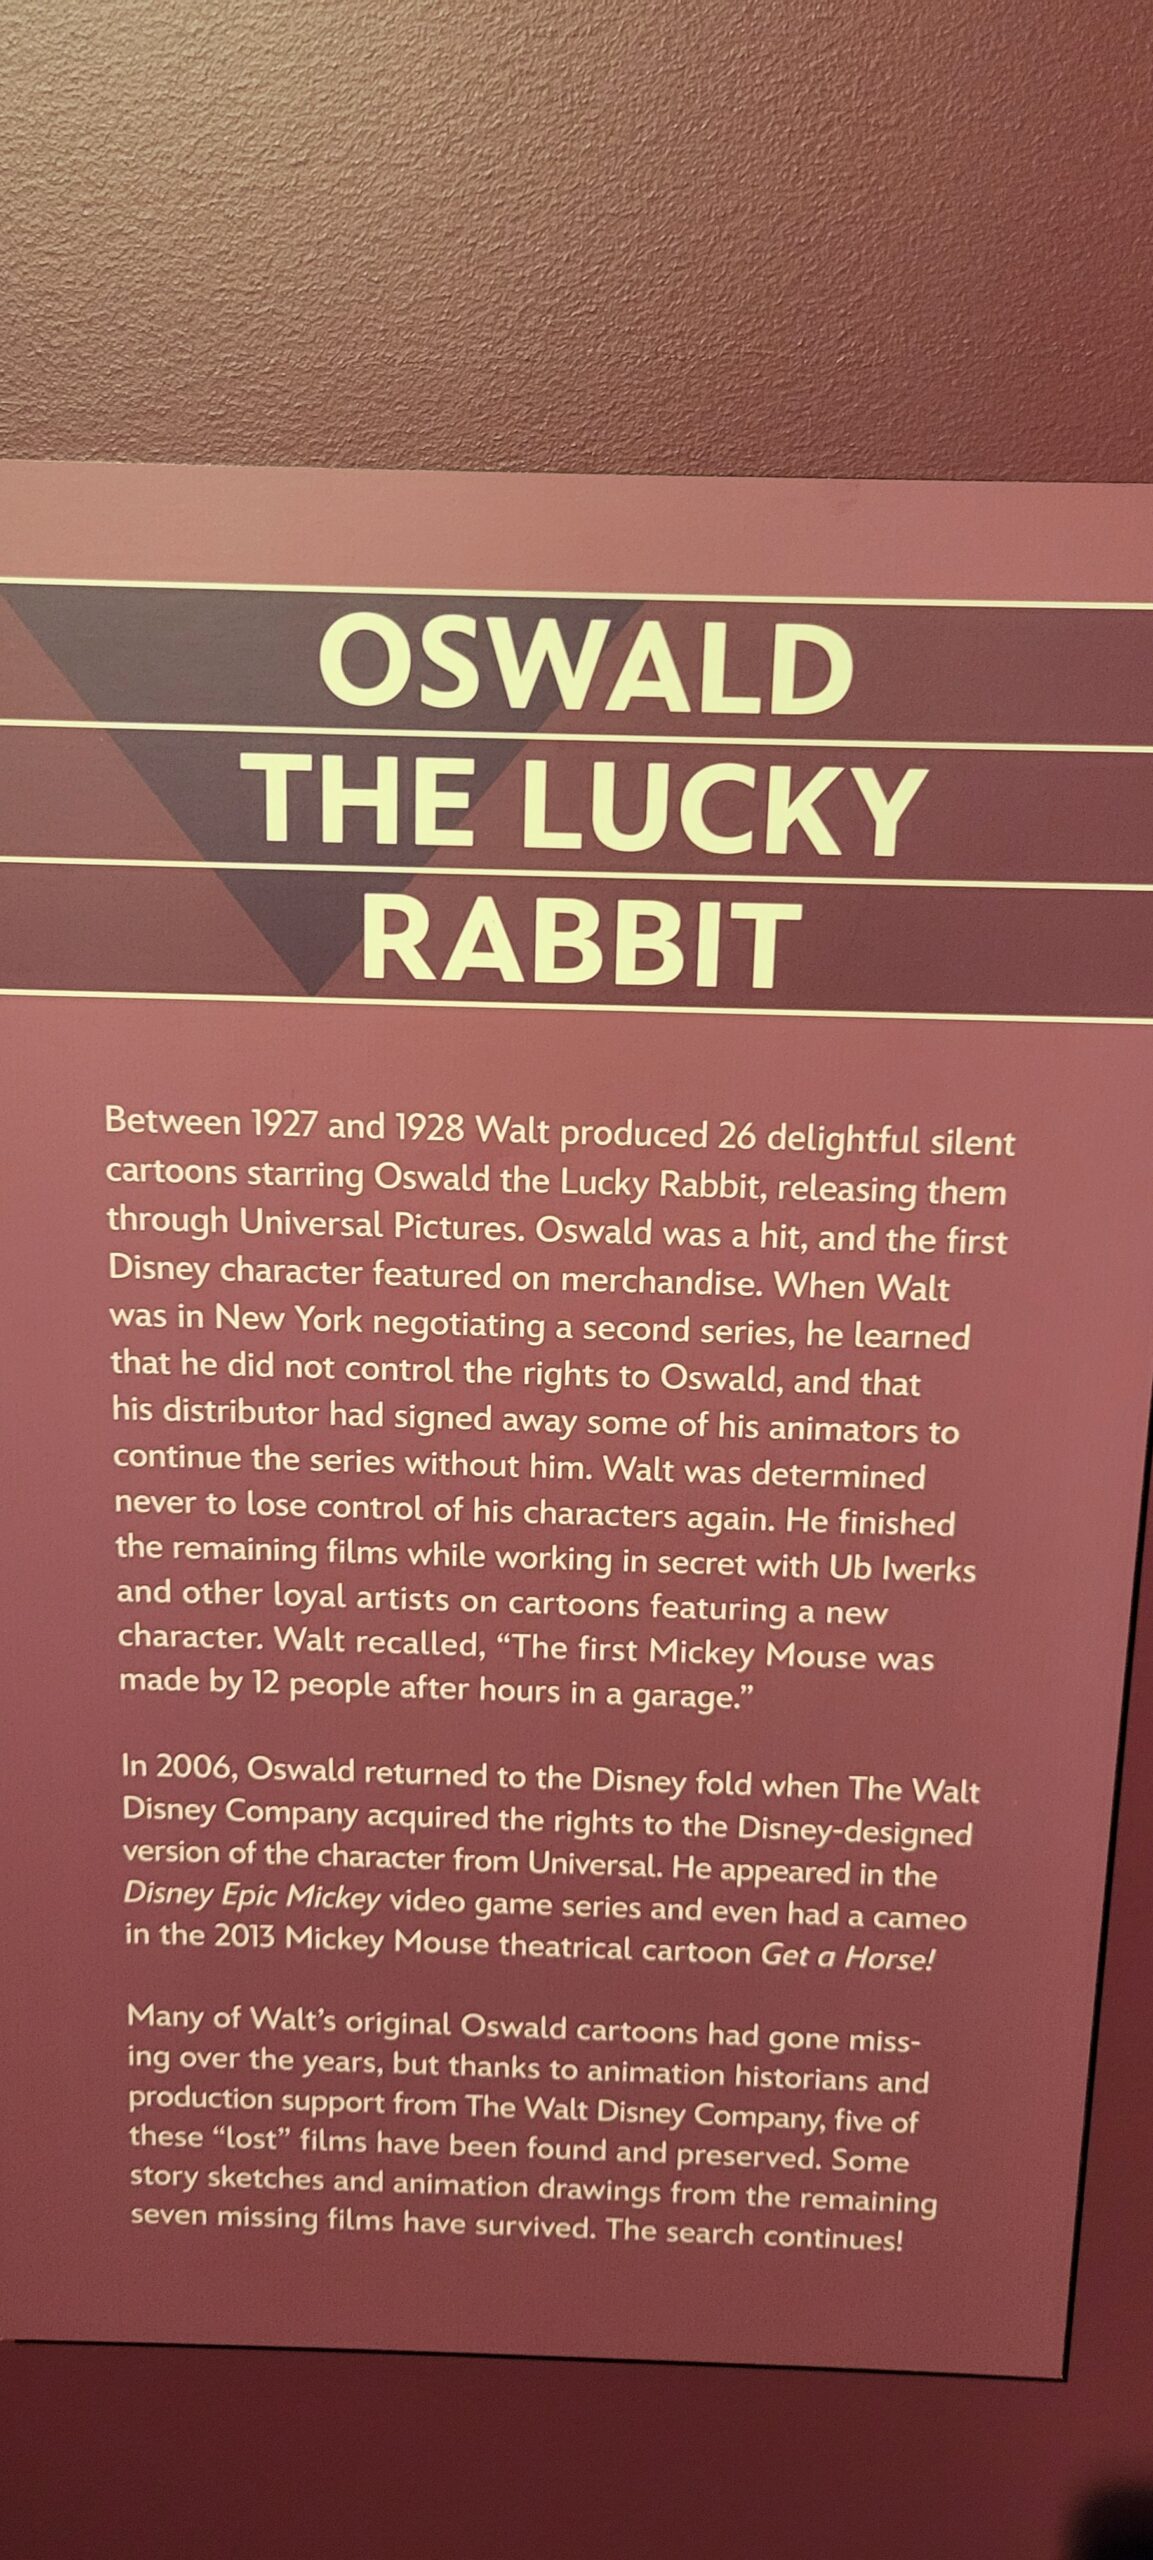 OSWALD
THE LUCKY
RABBIT
Between 1927 and 1928 Walt produced 26 delightful silent
cartoons starring Oswald the Lucky Rabbit, releasing them
through Universal Pictures. Oswald was a hit, and the first
Disney character featured on merchandise. When Walt
was in New York negotiating a second series, he learned
that he did not control the rights to Oswald, and that
his distributor had signed away some of his animators to
continue the series without him. Walt was determined
never to lose control of his characters again. He finished
the remaining films while working in secret with Ub Iwerks
and other loyal artists on cartoons featuring a new
character. Walt recalled, “The first Mickey Mouse was
made by 12 people after hours in a garage.”
In 2006, Oswald returned to the Disney fold when The Walt
Disney Company acquired the rights to the Disney-designed
version of the character from Universal. He appeared in the
Disney Epic Mickey video game series and even had a cameo
in the 2013 Mickey Mouse theatrical cartoon Get a Horse!
Many of Walt’s original Oswald cartoons had gone miss-
ing over the years, but thanks to animation historians and
production support from The Walt Disney Company, five of
these “lost” films have been found and preserved. Some
story sketches and animation drawings from the remaining
seven missing films have survived. The search continues!